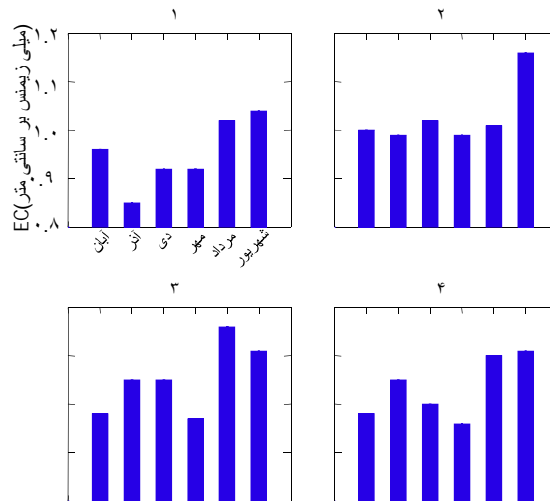 ۱
۲
EC(میلی زیمنس بر سانتی متر)
۱.۲
۱.۱
۱.۰
۰.۹
۰.۸
آبان
آذر
دی
مهر
مرداد
شهریور
۳
۴